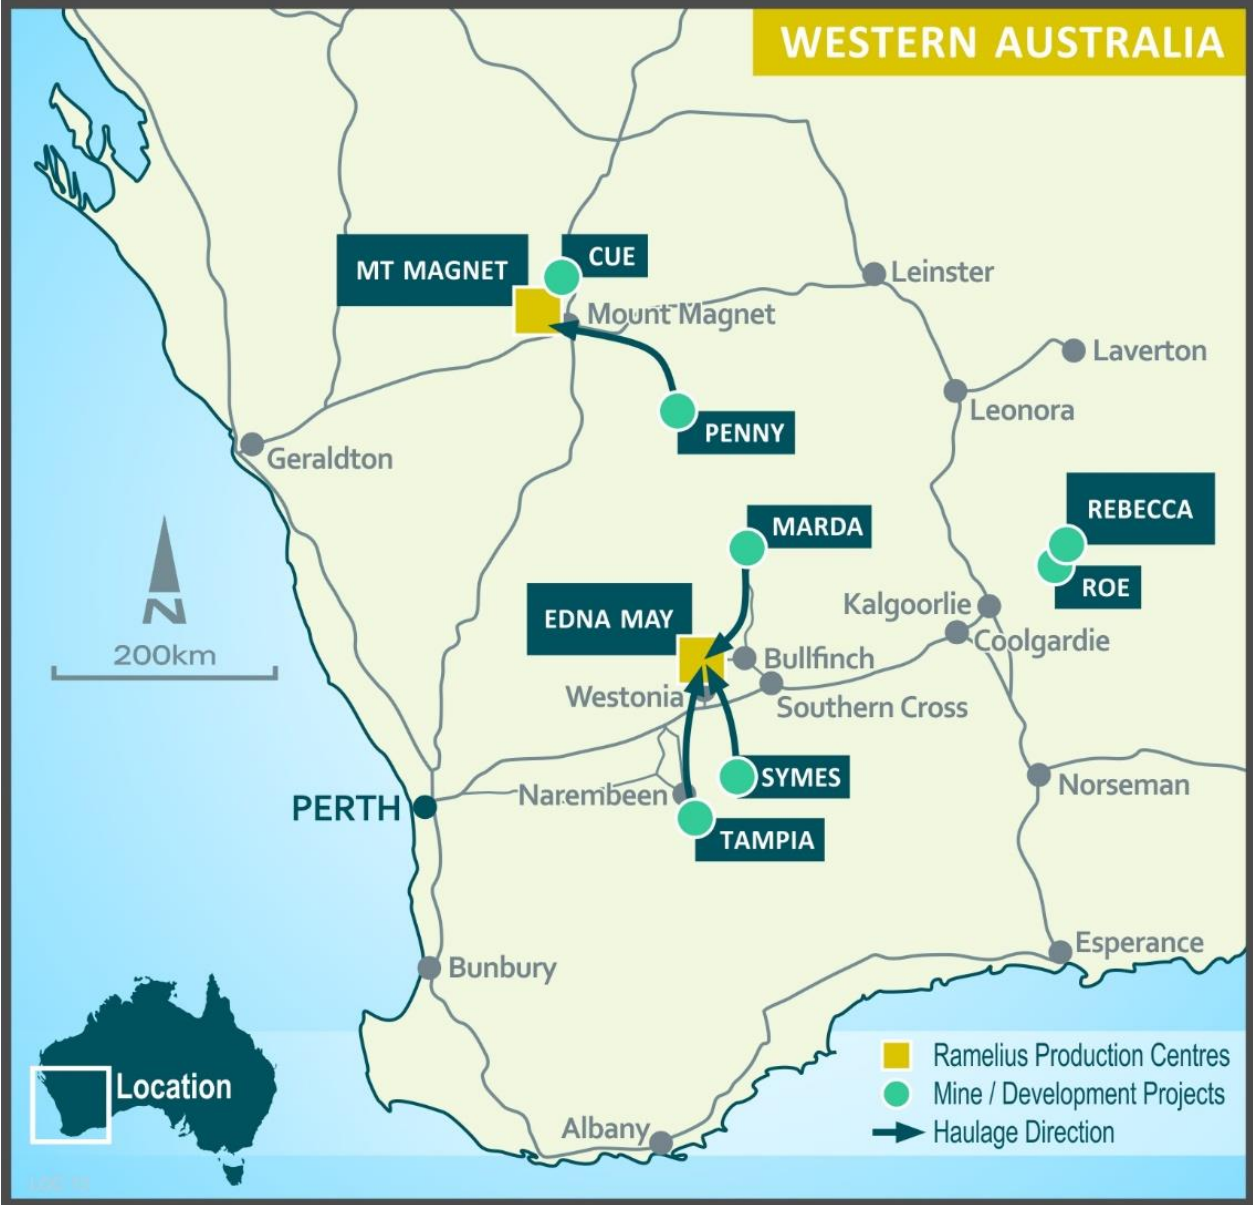 WESTERN AUSTRALIA
CUE
MT MAGNET
Leinster
Mount Magnet
Laverton
Leonora
PENNY
Geraldton
REBECCA
MARDA
ROE
Kalgoorlie
EDNA MAY
Coolgardie
N
200km
Bullfinch
Westonia
Southern Cross
SYMES
Norseman
Narembeen
PERTH
TAMPIA
Esperance
Bunbury
Ramelius Production Centres
Location
Mine / Development Projects
Albany
Haulage Direction